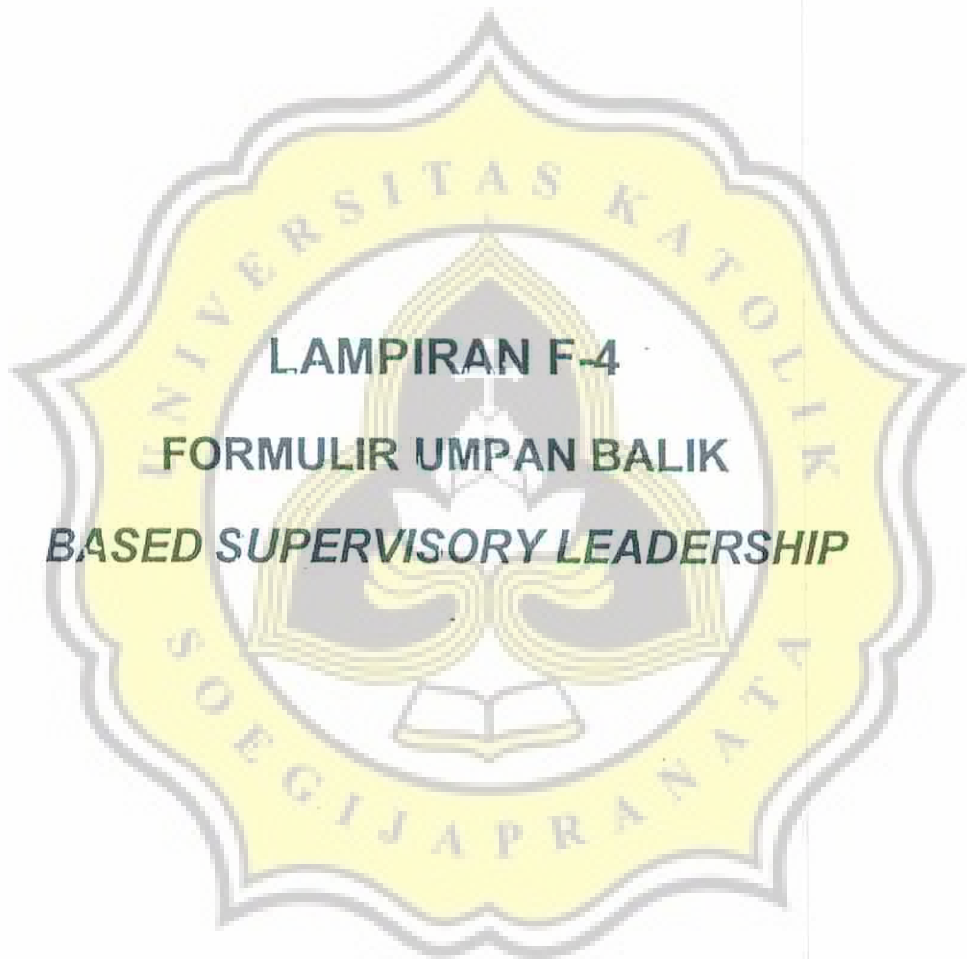 UNIVERSITAS KATOLIK
LAMPIRAN F-4
FORMULIR UMPAN BALIK
BASED SUPERVISORY LEADERSHIP
SOEGIJAPRANATA